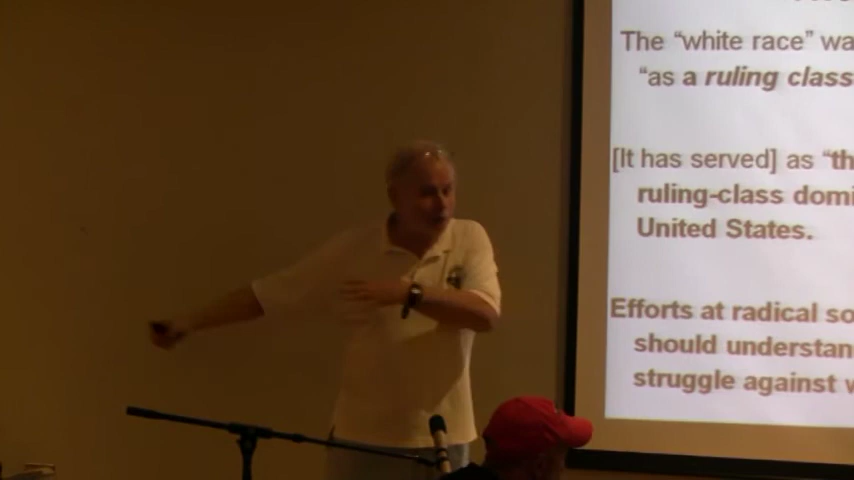 The “white race” wa
“as a ruling class
[It has served] as “th
ruling-class domi
United States.
Efforts at radical so
should understan
struggle against w